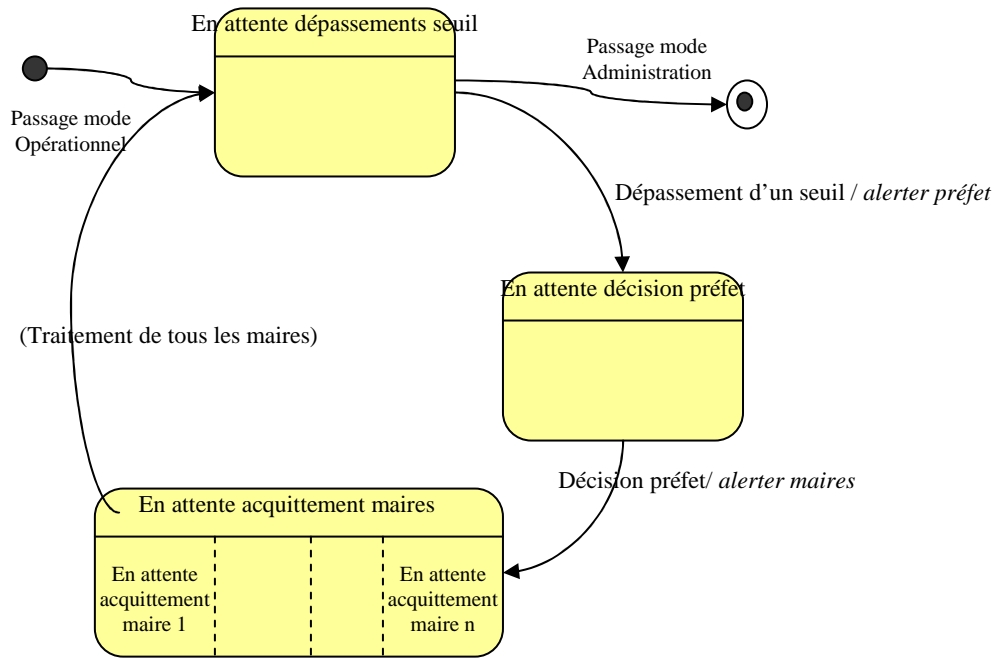 En attente dépassements seuil
Passage mode
Administration
Passage mode
Opérationnel
Dépassement d’un seuil / alerter préfet
En attente décision préfet
(Traitement de tous les maires)
Décision préfet/ alerter maires
En attente acquittement maires
En attente
acquittement
maire 1
En attente
acquittement
maire n